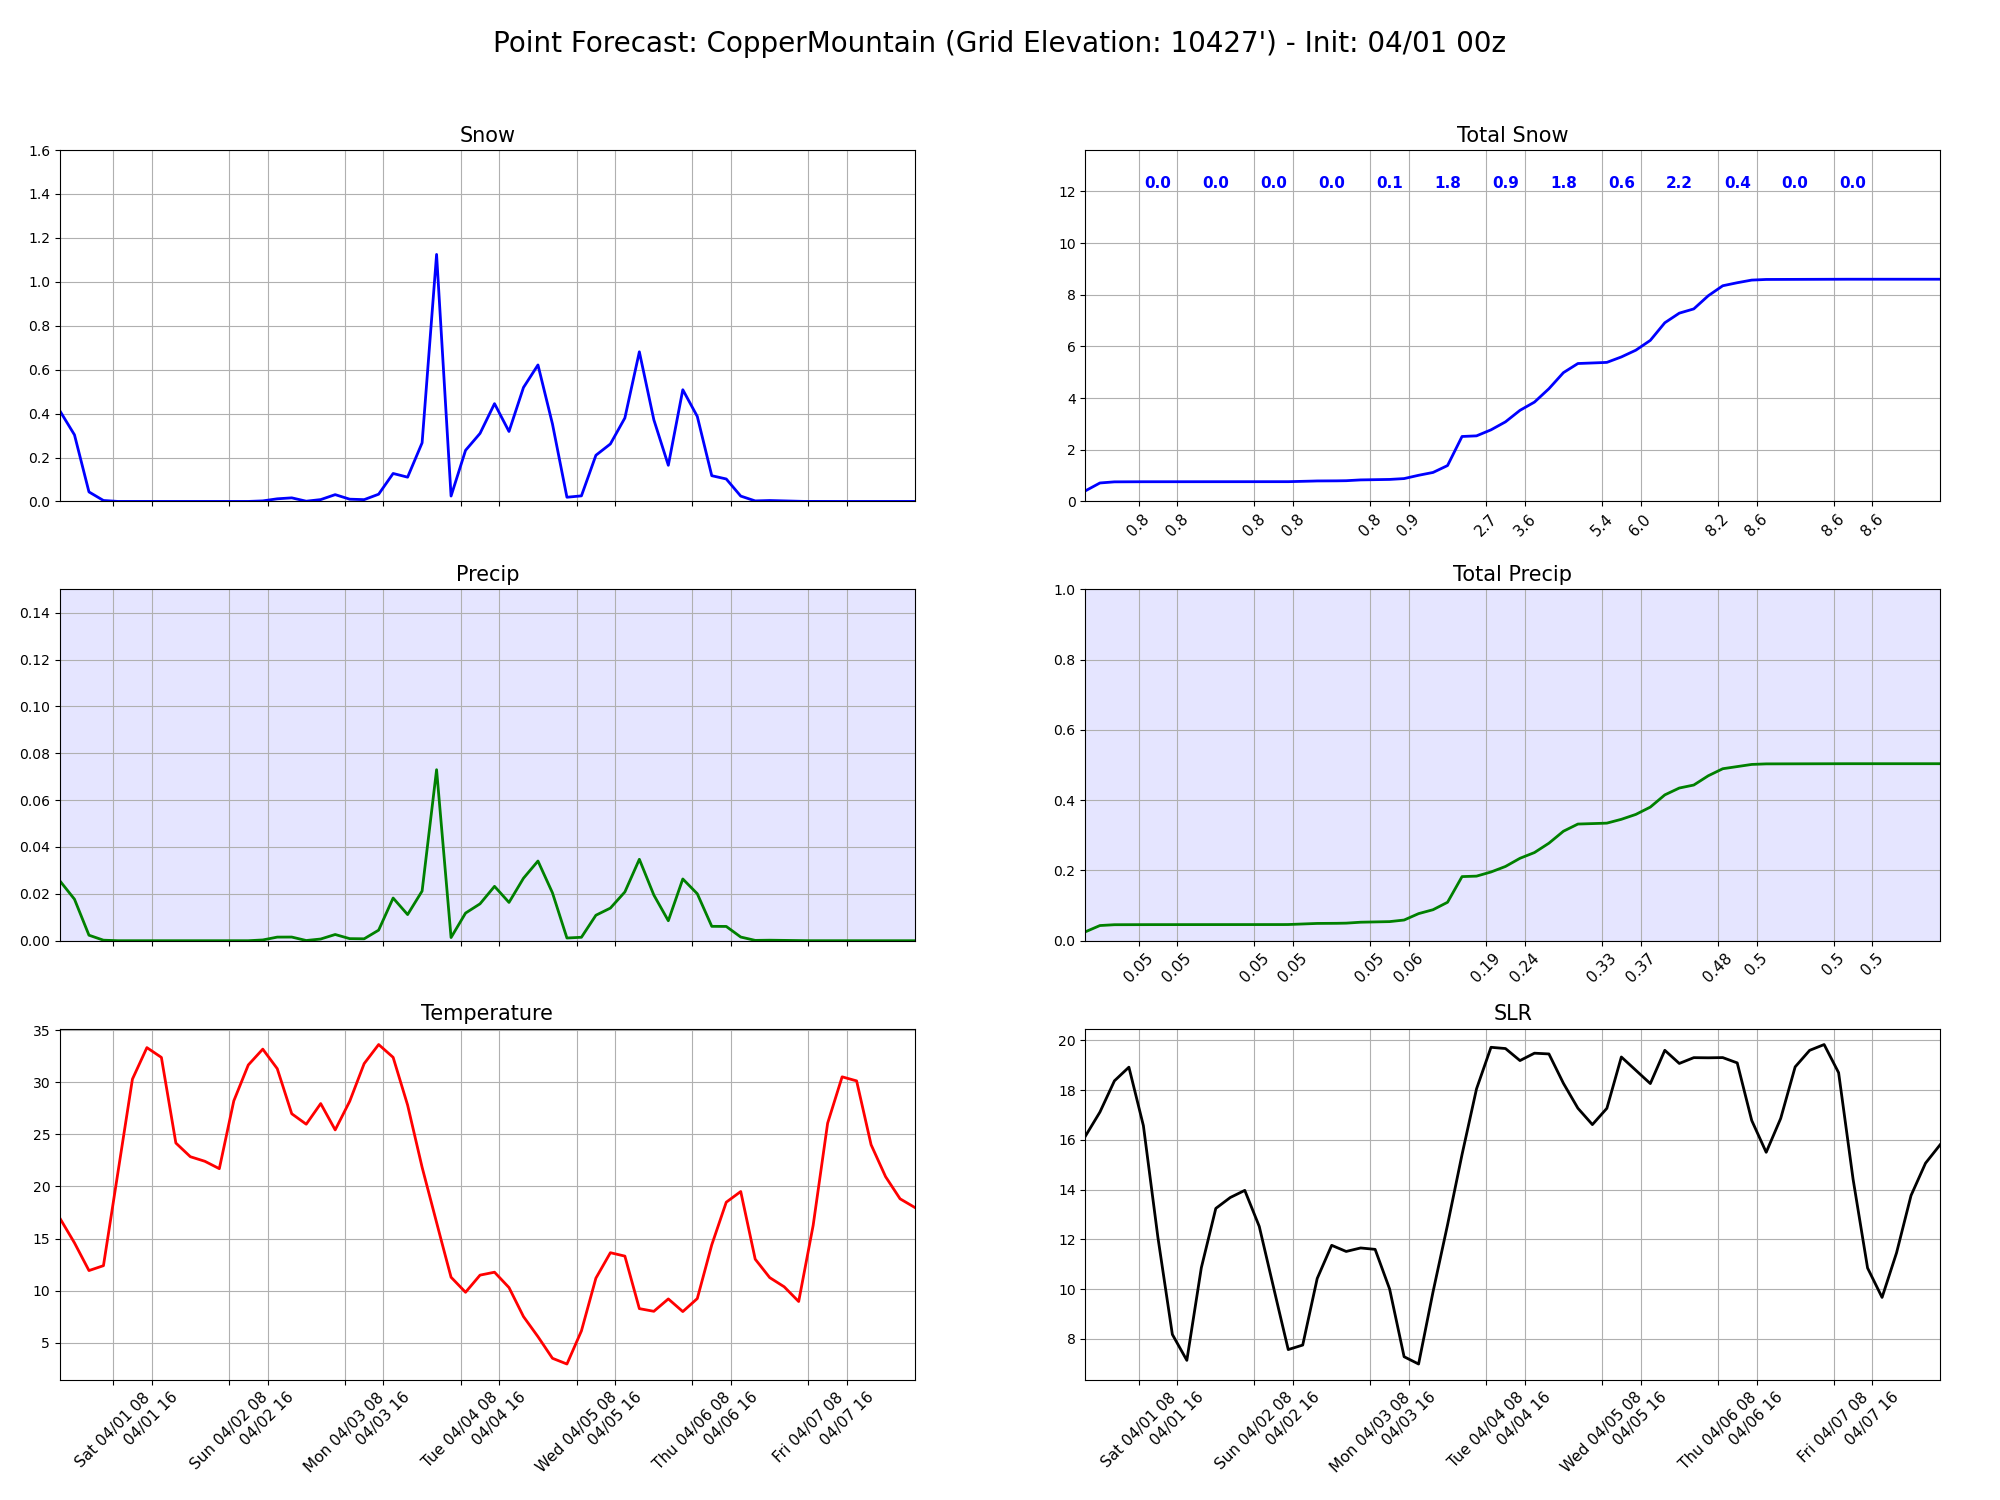 Point Forecast: CopperMountain (Grid Elevation: 10427') - Init: 04/01 00z
Snow
1.6
1.4
1.2
1.0
0.8
0.6
0.4
0.2
0.0
Total Snow
0.0 0.0 0.0 0.0 0.1 1.8 0.9 1.8 0.6 2.2 0.4 0.0 0.0
12
10
8
6
4
2
0
0.8 0.8 0.8 0.8 0.8 0.9 2.7 3.6 5.4 6.0 8.2 8.6 8.6 8.6
Precip
0.14
0.12
0.10
0.08
0.06
0.04
0.02
0.00
Total Precip
1.0
0.8
0.6
0.4
0.2
0.0
0.05 0.05 0.05 0.05 0.05 0.06 0.19 0.24 0.33 0.37 0.48 0.5 0.5 0.5
Temperature
35
30
25
20
15
10
5
Sat 04/01 08
04/01 16
Sun 04/02 08
04/02 16
Mon 04/03 08
04/03 16
Tue 04/04 08
04/04 16
Wed 04/05 08
04/05 16
Thu 04/06 08
04/06 16
Fri 04/07 08
04/07 16
SLR
20
18
16
14
12
10
8
Sat 04/01 08
04/01 16
Sun 04/02 08
04/02 16
Mon 04/03 08
04/03 16
Tue 04/04 08
04/04 16
Wed 04/05 08
04/05 16
Thu 04/06 08
04/06 16
Fri 04/07 08
04/07 16